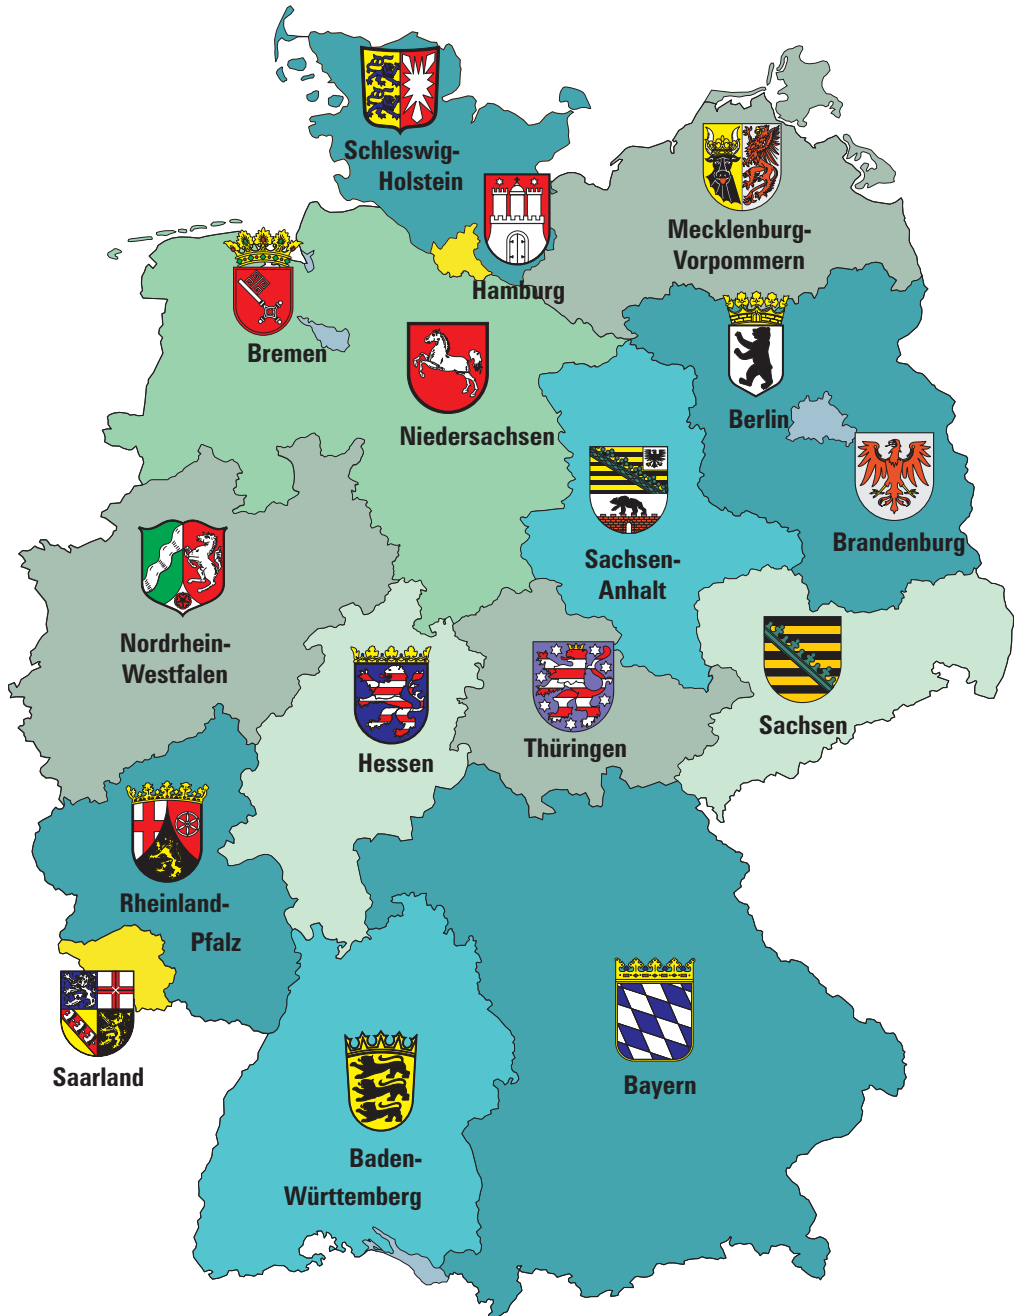 Schleswig-
Holstein
Mecklenburg-
Vorpommern
Hamburg
Bremen
Niedersachsen
Berlin
Brandenburg
Sachsen-
Anhalt
Nordrhein-
Westfalen
Sachsen
Thüringen
Hessen
Rheinland-
Pfalz
Saarland
Bayern
Baden-
Württemberg